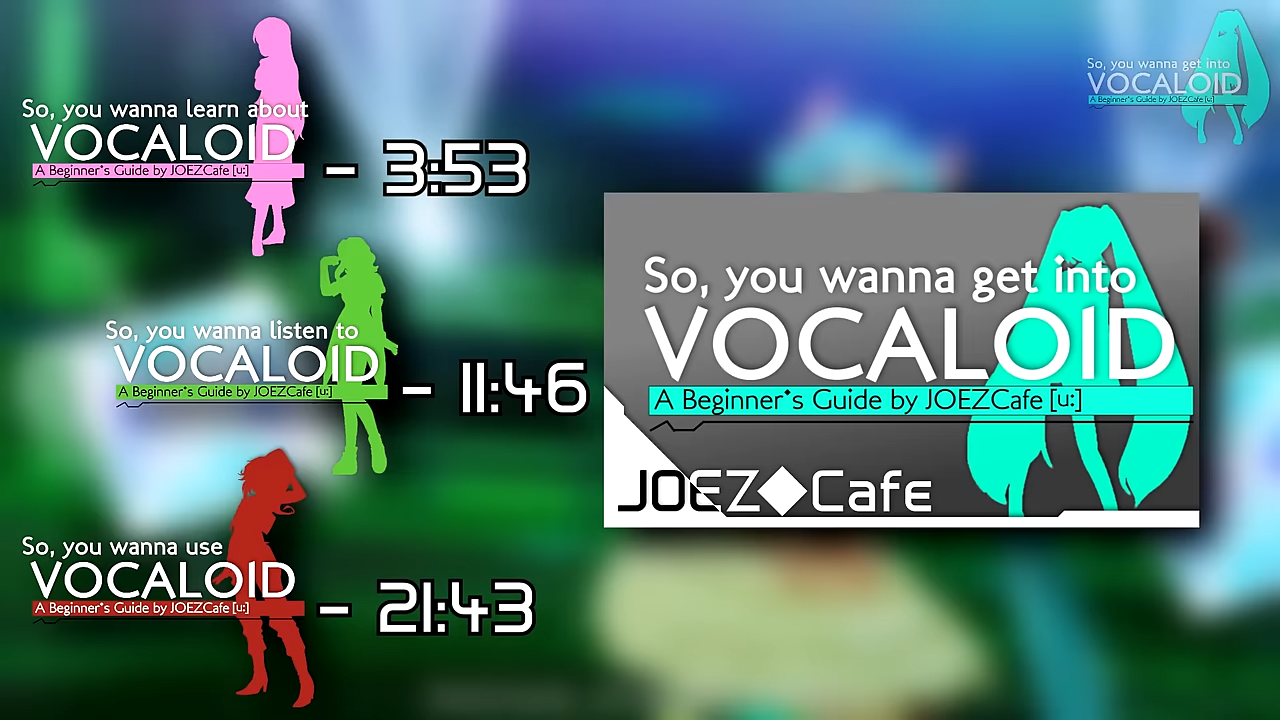 So, you wanna learn about
VOCALOID
A Beginner's Guide by JOEZCafe [u:]
- 3:53
So, you wanna listen to
VOCALOID
A Beginner's Guide by JOEZCafe [u:]
- 11:46
So, you wanna use
VOCALOID
A Beginner's Guide by JOEZCafe [u:]
- 21:43
So, you wanna get into
VOCALOID
A Beginner's Guide by JOEZCafe [u:]
So, you wanna get into
VOCALOID
A Beginner's Guide by JOEZCafe [u:]
JOEZ◆Cafe